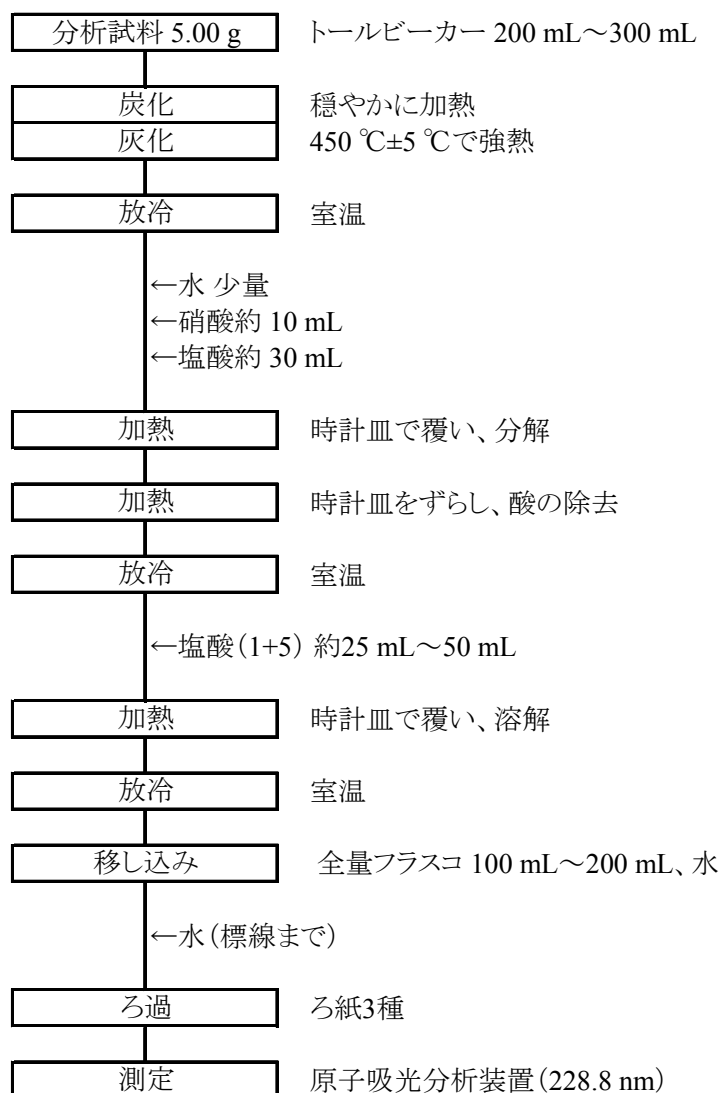 分析試料 5.00 g トールビーカー 200 mL～300 mL
炭化 穏やかに加熱
灰化 450 ℃±5 ℃で強熱
放冷 室温
←水 少量
←硝酸約 10 mL
←塩酸約 30 mL
加熱 時計皿で覆い、分解
加熱 時計皿をずらし、酸の除去
放冷 室温
←塩酸（1+5） 約25 mL～50 mL
加熱 時計皿で覆い、溶解
放冷 室温
移し込み 全量フラスコ 100 mL～200 mL、水
←水（標線まで）
ろ過 ろ紙3種
測定 原子吸光分析装置（228.8 nm）